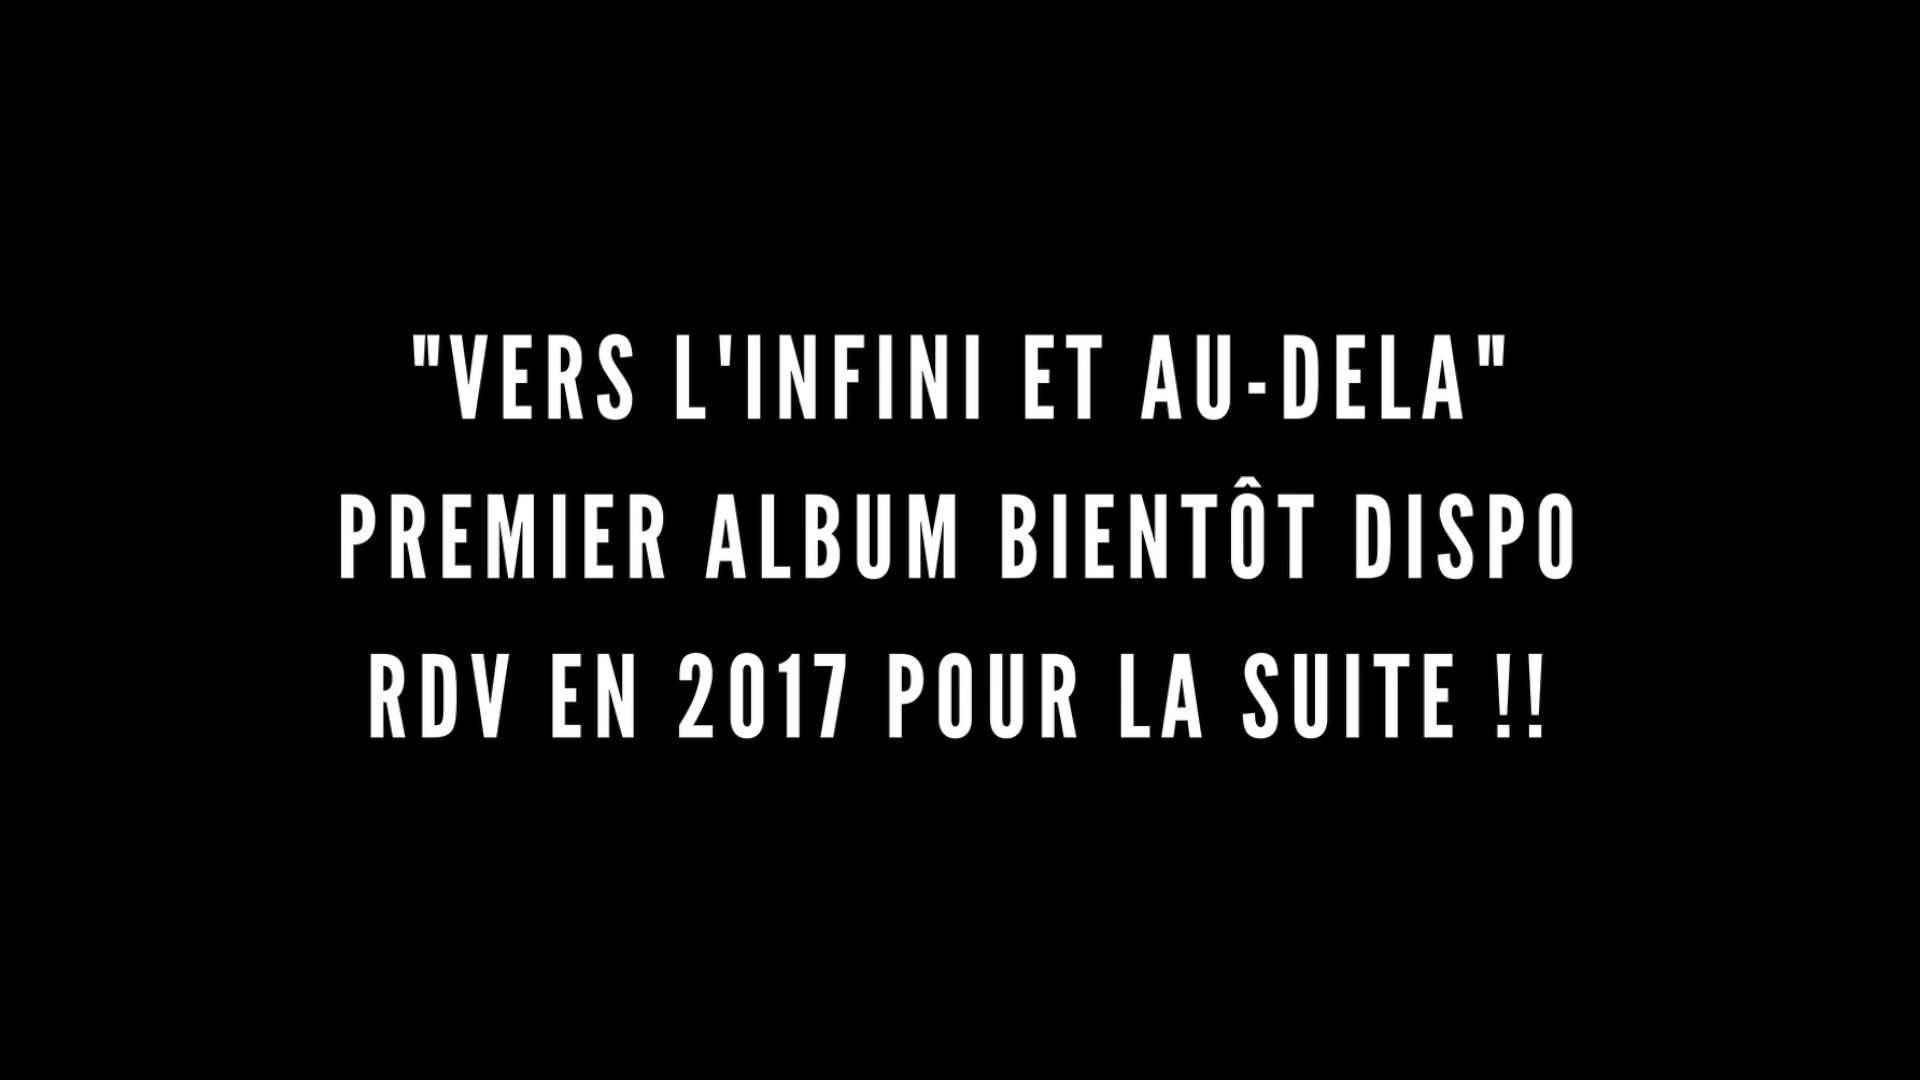 "VERS L'INFINI ET AU-DELA"
PREMIER ALBUM BIENTÔT DISPO
RDV EN 2017 POUR LA SUITE !!